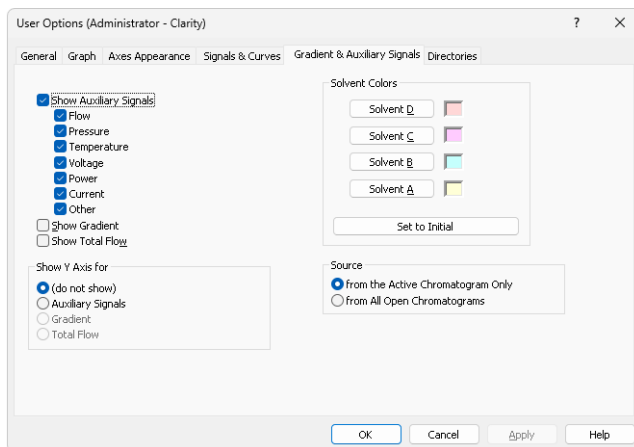 User Options (Administrator - Clarity)
?
General
Graph
Axes Appearance
Signals & Curves
Gradient & Auxiliary Signals
Directories
Show Auxiliary Signals
Flow
Pressure
Temperature
Voltage
Power
Current
Other
Show Gradient
Show Total Flow
Show Y Axis for
(do not show)
Auxiliary Signals
Gradient
Total Flow
Solvent Colors
Solvent D
Solvent C
Solvent B
Solvent A
Set to Initial
Source
from the Active Chromatogram Only
from All Open Chromatograms
OK
Cancel
Apply
Help